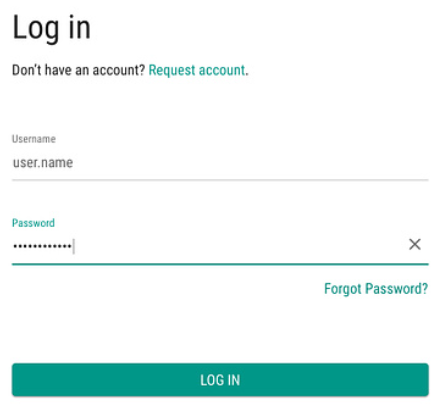 Log in
Don't have an account? Request account.
Username
user.name
Password
••••••••••••
Forgot Password?
LOG IN